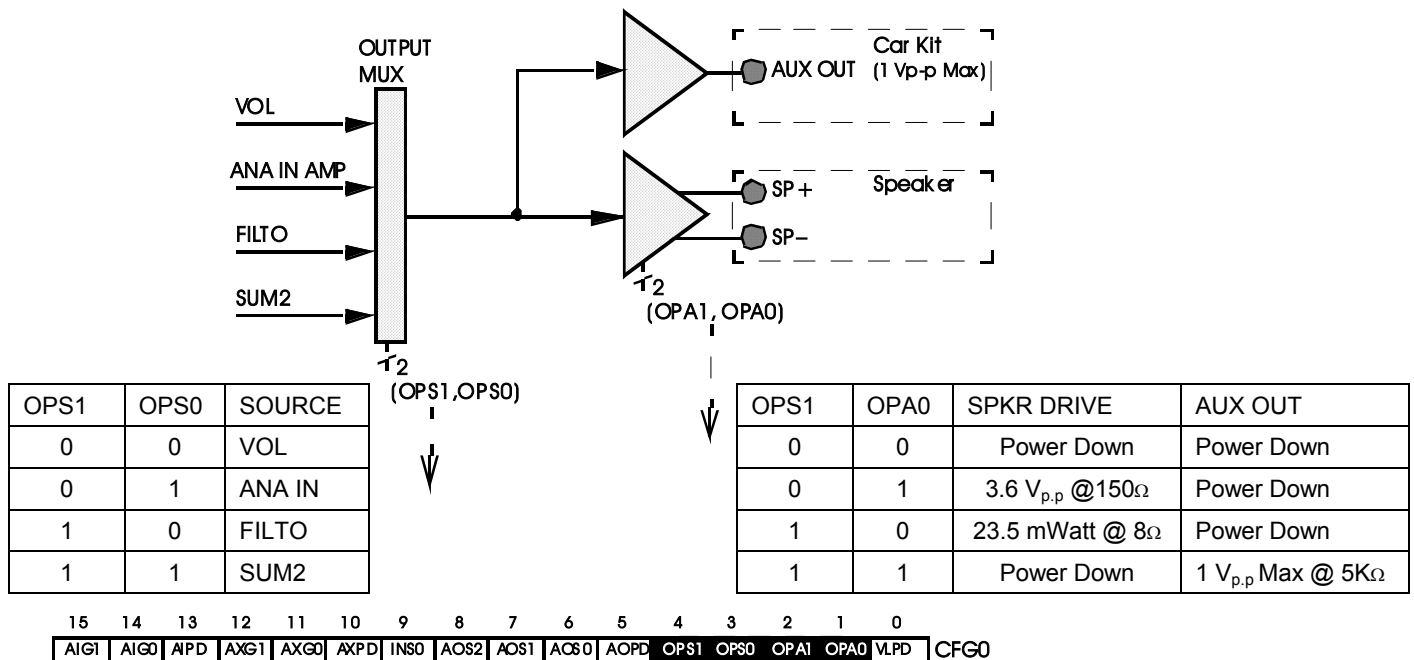 OUTPUT
MUX
VOL
ANA IN AMP
FILTO
SUM2
2
(OPS1,OPS0)
Car Kit
AUX OUT (1 Vp-p Max)
SP+ Speaker
SP–
2
(OPA1, OPA0)
OPS1 OPS0 SOURCE
0 0 VOL
0 1 ANA IN
1 0 FILTO
1 1 SUM2
OPS1 OPA0 SPKR DRIVE AUX OUT
0 0 Power Down Power Down
0 1 3.6 Vp.p @150Ω Power Down
1 0 23.5 mWatt @ 8Ω Power Down
1 1 Power Down 1 Vp.p Max @ 5KΩ
15 14 13 12 11 10 9 8 7 6 5 4 3 2 1 0
AIG1 AIG0 AIPD AXG1 AXG0 AXPD INS0 AOS2 AOS1 AOS0 AOPD OPS1 OPS0 OPA1 OPA0 VLPD CFG0